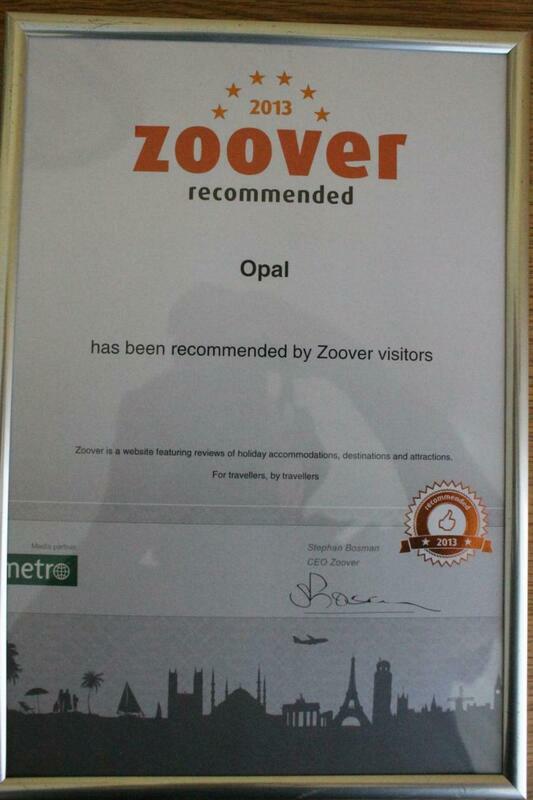 2013
zoover
recommended
Opal
has been recommended by Zoover visitors
Zoover is a website featuring reviews of holiday accommodations, destinations and attractions.
For travellers, by travellers
recommended
2013
Media partner
metro
Stephan Bosman
CEO Zoover